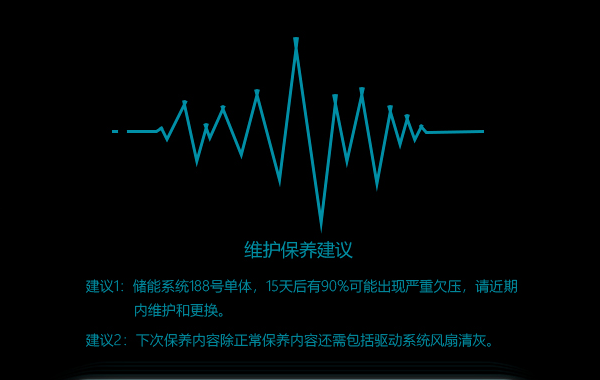 维护保养建议
建议1：储能系统188号单体，15天后有90%可能出现严重欠压，请近期
内维护和更换。
建议2：下次保养内容除正常保养内容还需包括驱动系统风扇清灰。